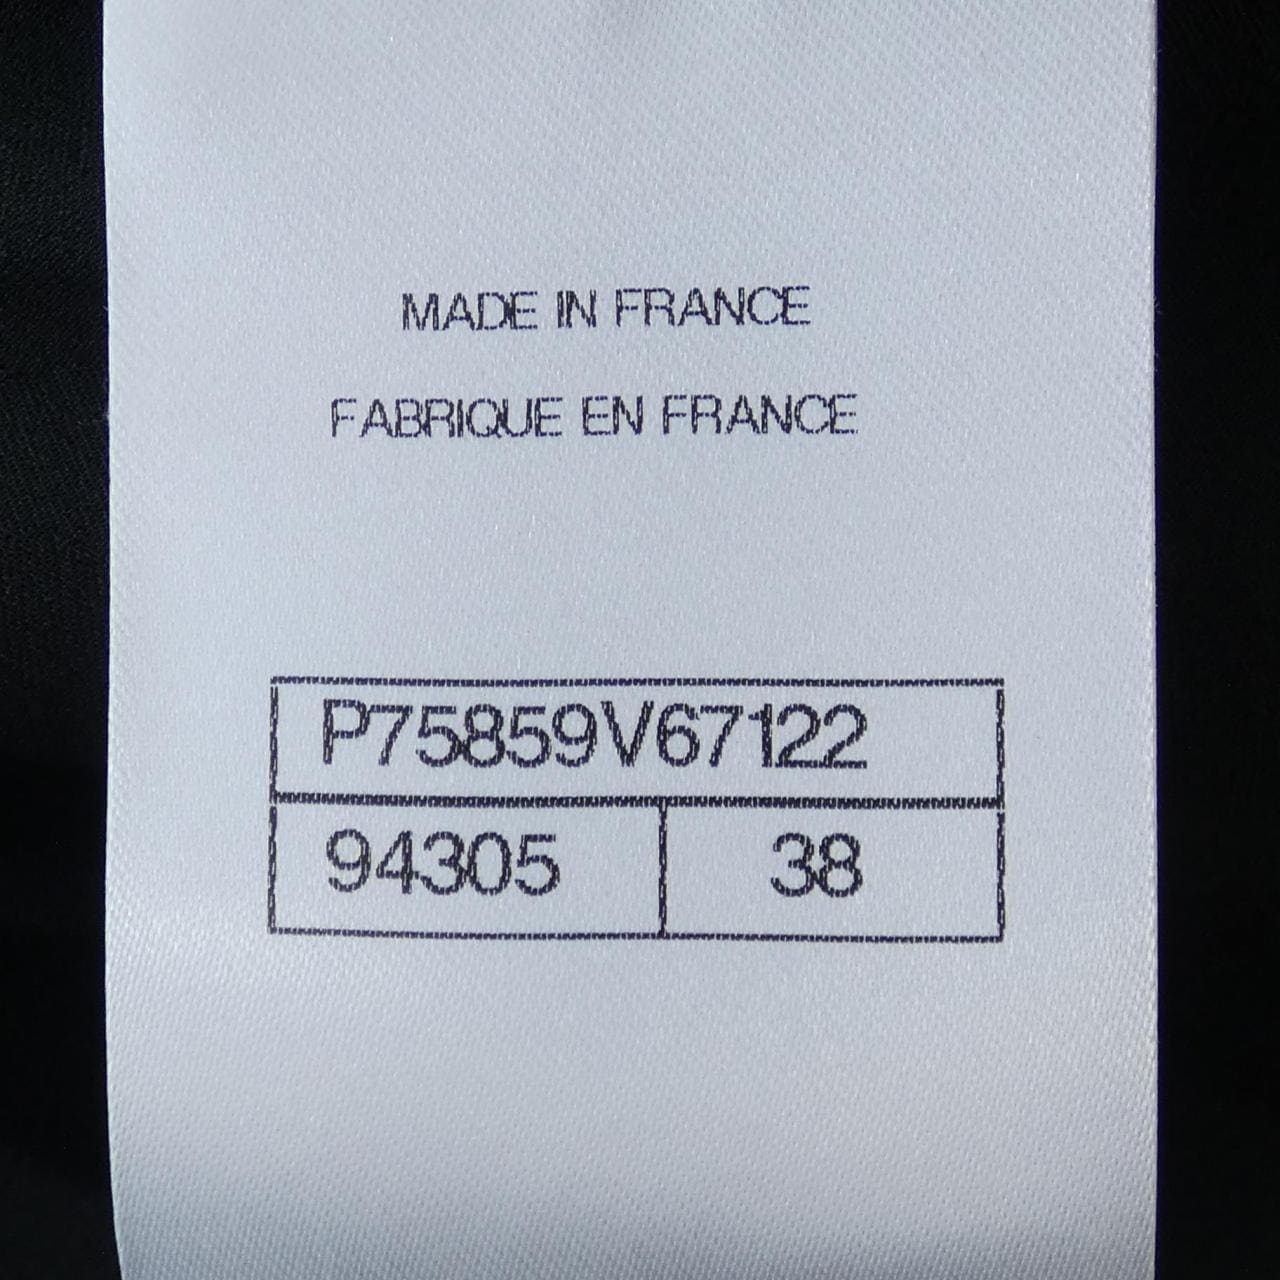 MADE IN FRANCE
FABRIQUE EN FRANCE
P75859V67122
94305 38